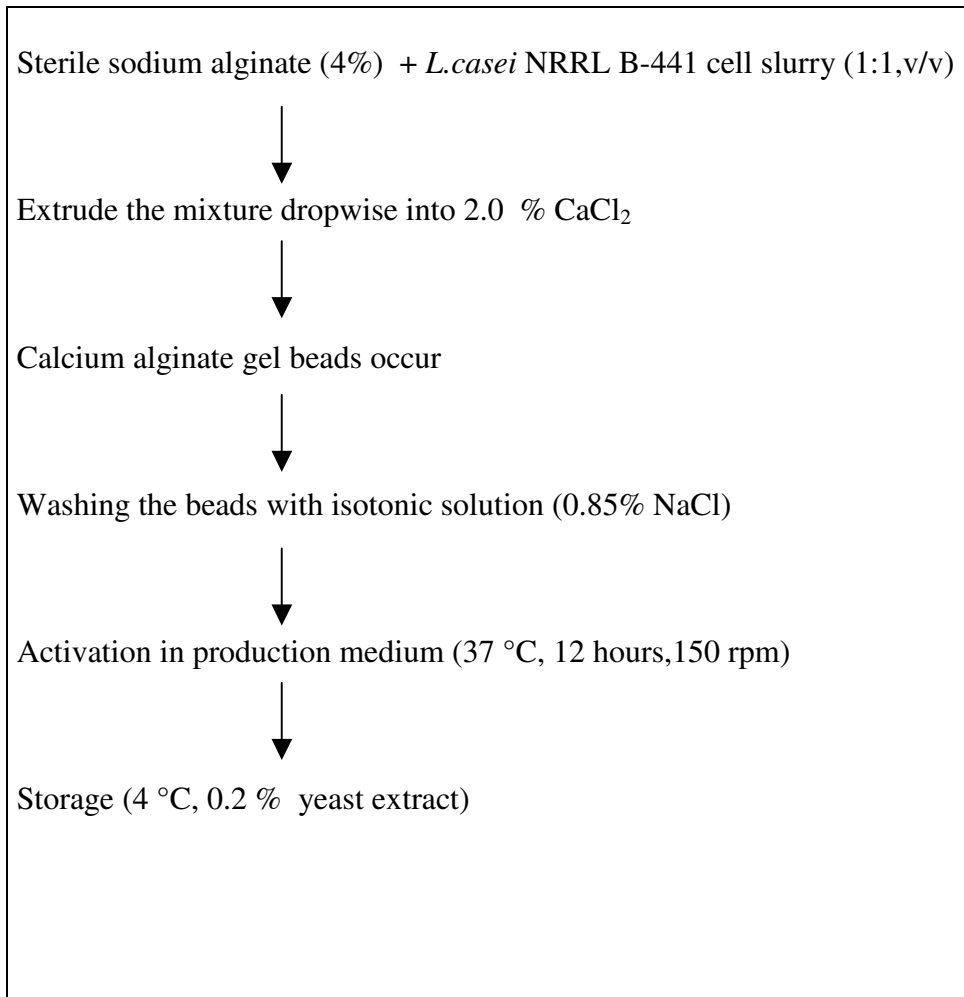 Sterile sodium alginate (4%)  + L.casei NRRL B-441 cell slurry (1:1,v/v)
Extrude the mixture dropwise into 2.0  % CaCl₂
Calcium alginate gel beads occur
Washing the beads with isotonic solution (0.85% NaCl)
Activation in production medium (37 °C, 12 hours,150 rpm)
Storage (4 °C, 0.2 %  yeast extract)